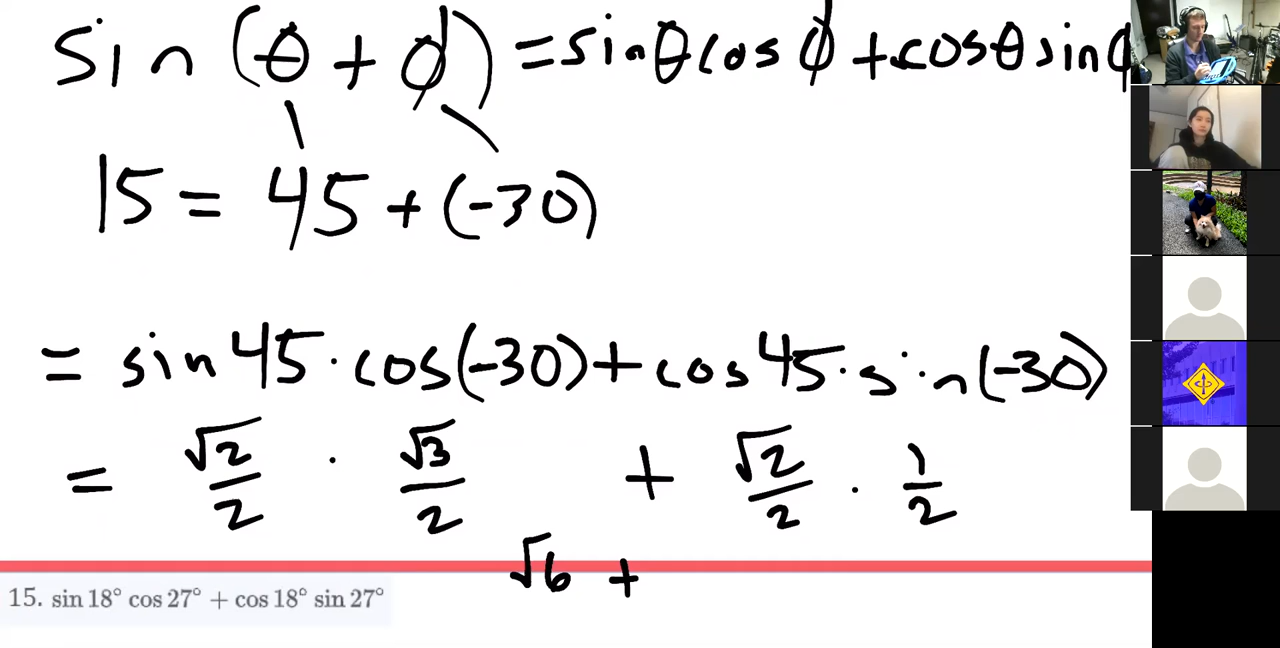 sin(θ + ϕ) = sinθcosϕ + cosθsinϕ
15 = 45 + (-30)
= sin45·cos(-30) + cos45·sin(-30)
= √2/2 · √3/2 + √2/2 · 1/2
√6 +
15. sin 18° cos 27° + cos 18° sin 27°